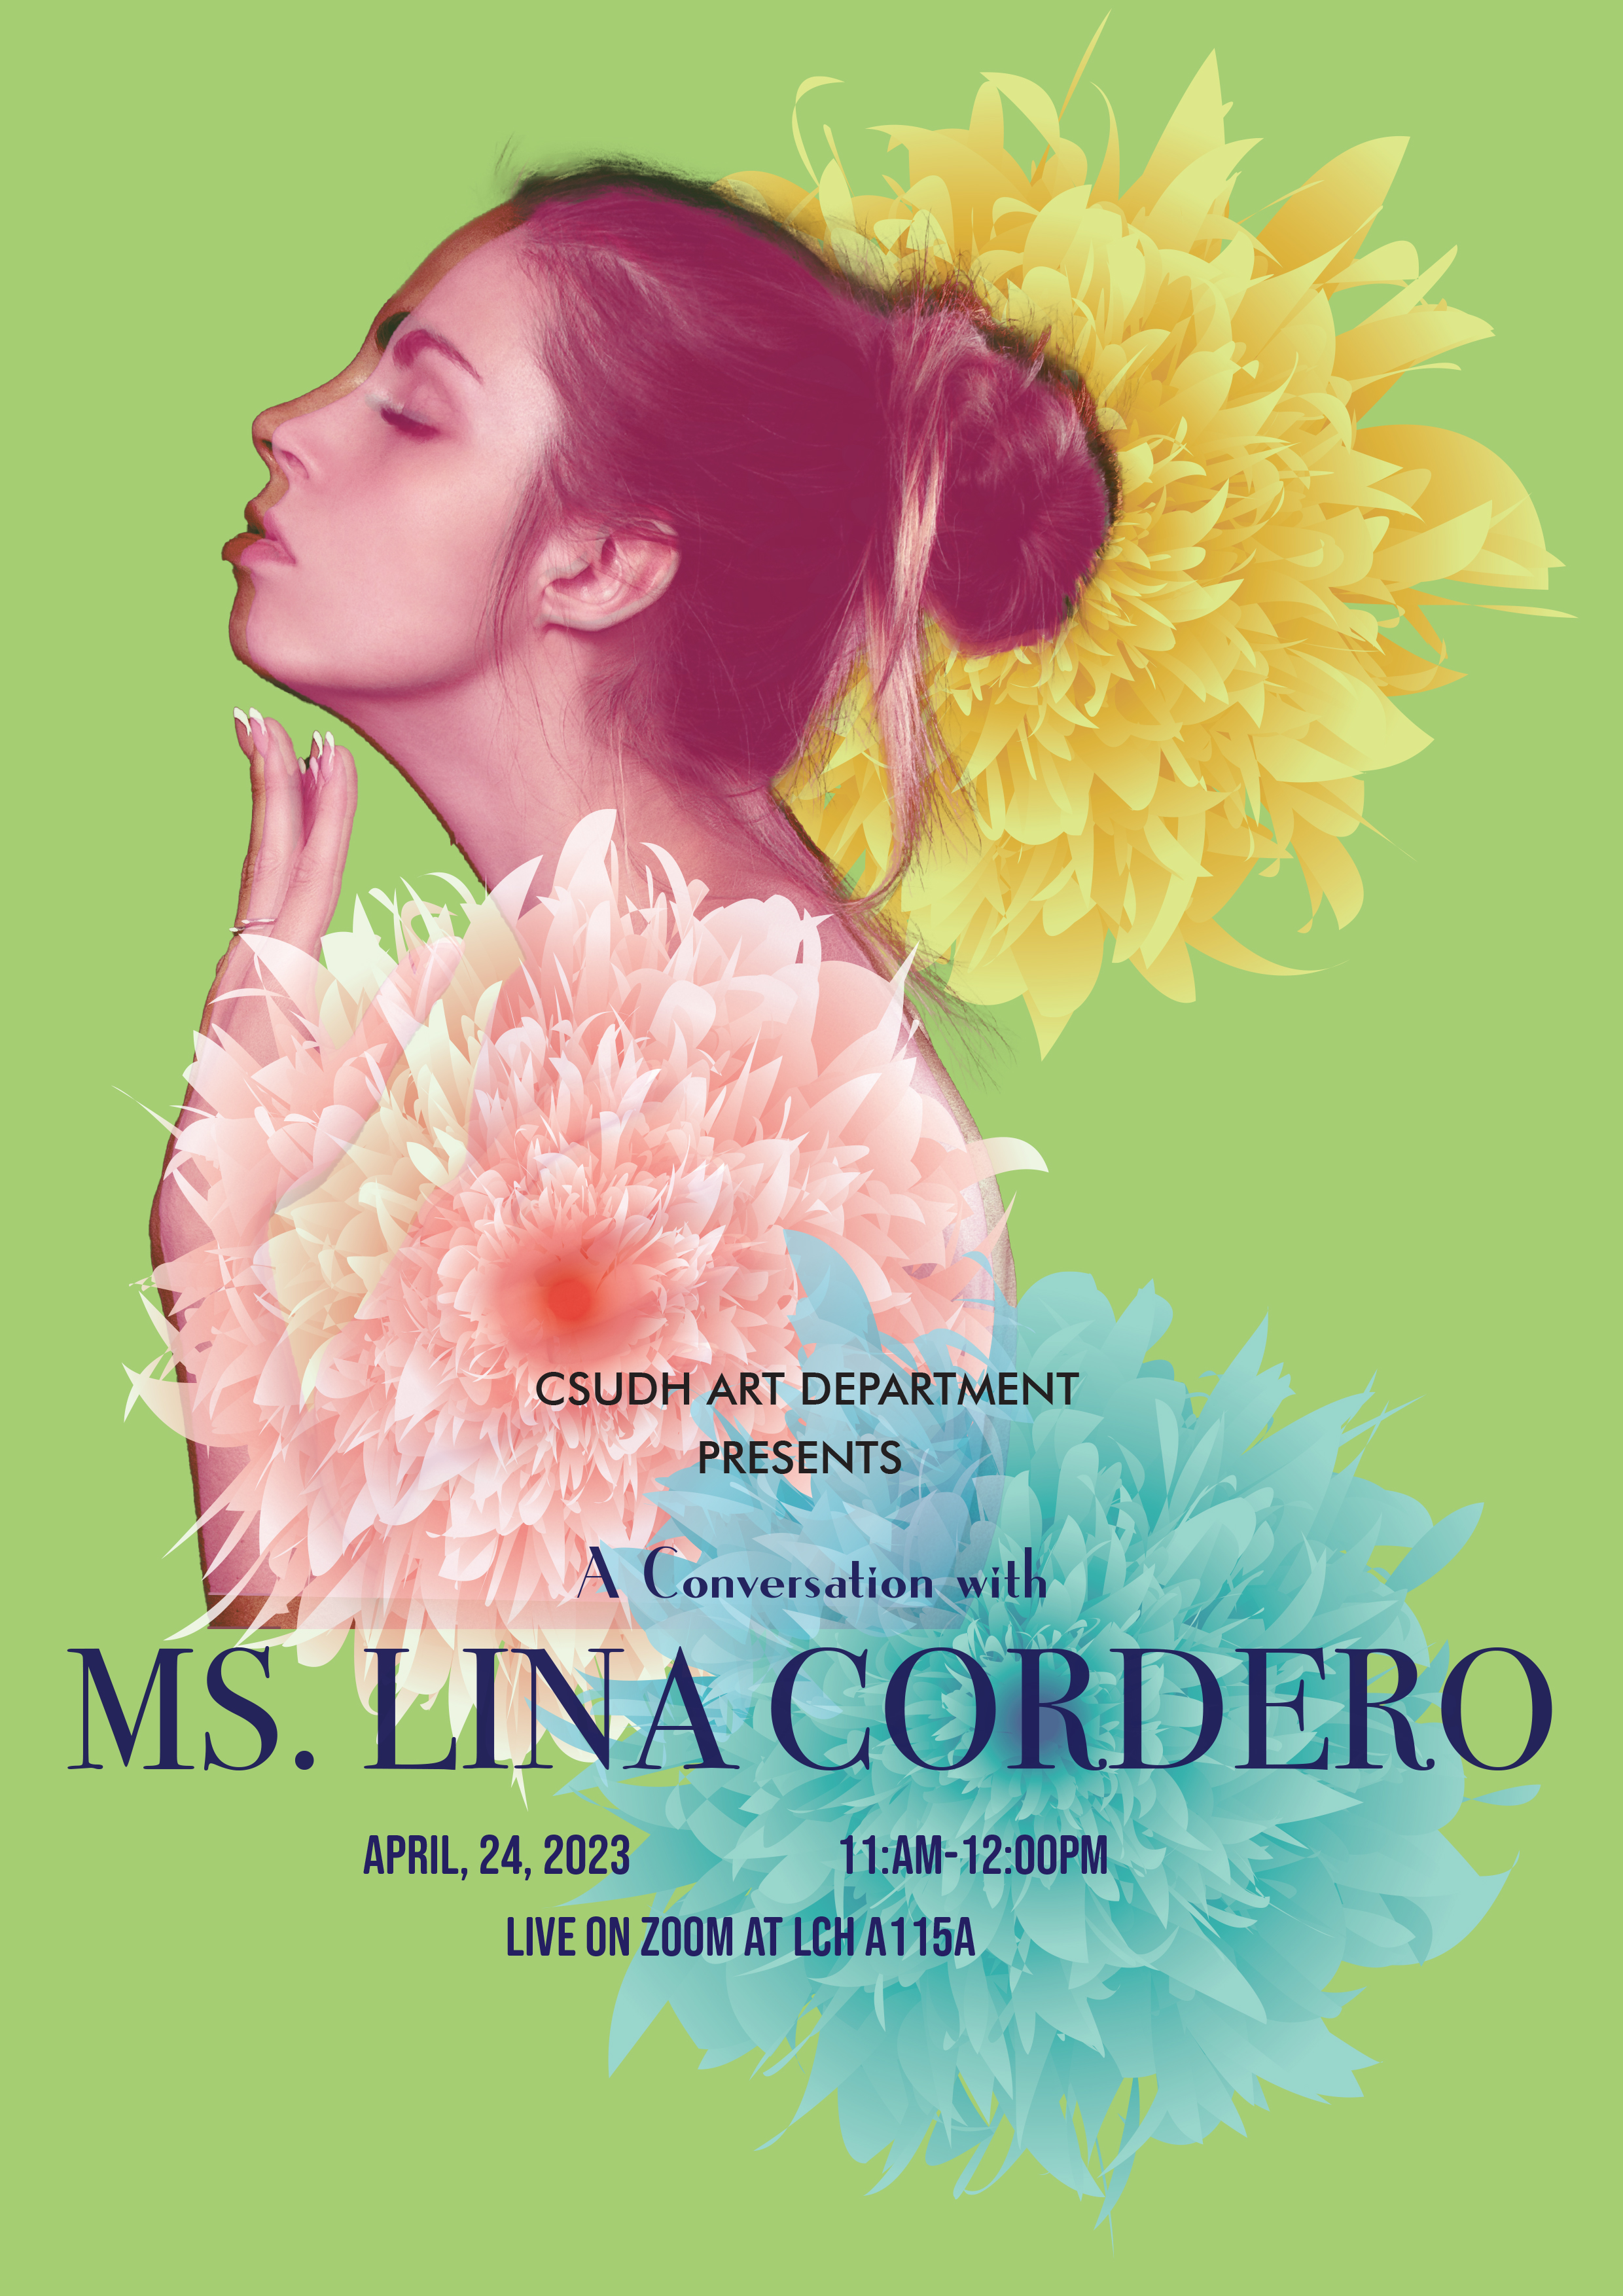 CSUDH ART DEPARTMENT
PRESENTS
A Conversation with
MS. LINA CORDERO
APRIL, 24, 2023 11:AM-12:00PM
LIVE ON ZOOM AT LCH A115A